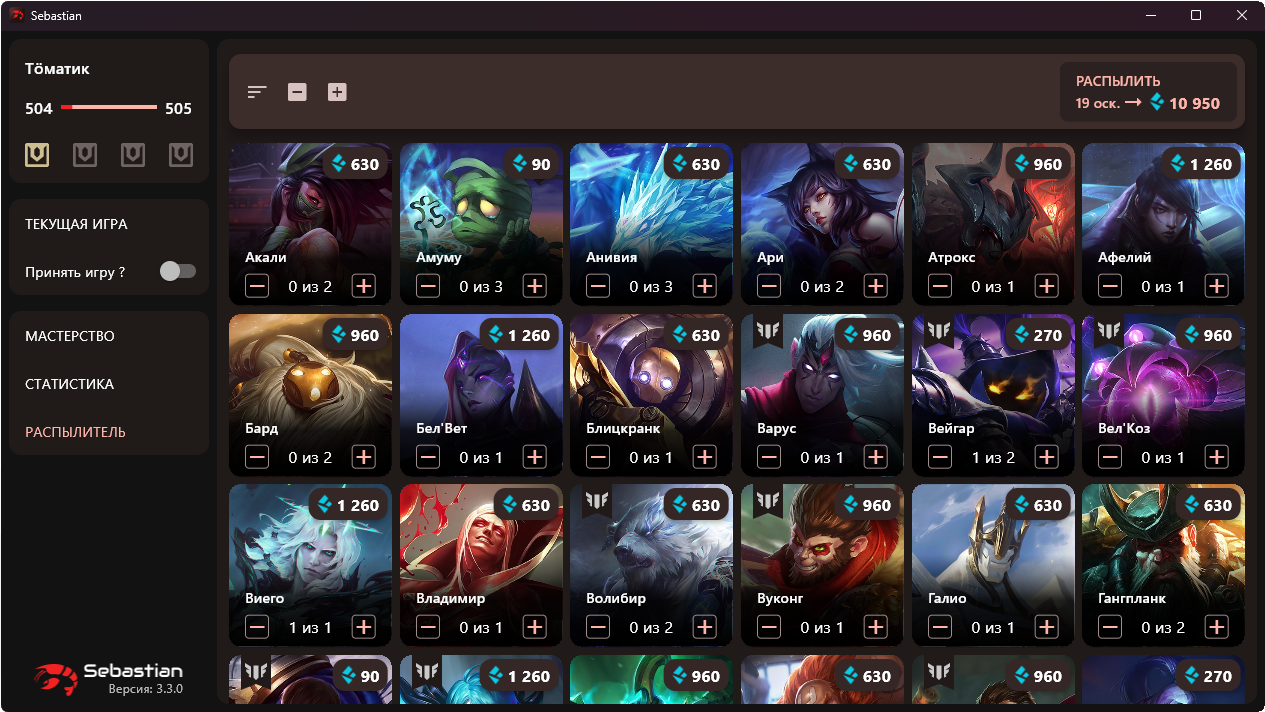 Sebastian
Töматик
504 505
ТЕКУЩАЯ ИГРА
Принять игру ?
МАСТЕРСТВО
СТАТИСТИКА
РАСПЫЛИТЕЛЬ
Sebastian
Версия: 3.3.0
РАСПЫЛИТЬ
19 оск. → 10 950
630 90 630 630 960 1 260
Акали Амуму Анивия Ари Атрокс Афелий
0 из 2 0 из 3 0 из 3 0 из 2 0 из 1 0 из 1
960 1 260 630 960 270 960
Бард Бел'Вет Блицкранк Варус Вейгар Вел'Коз
0 из 2 0 из 1 0 из 1 0 из 1 1 из 2 0 из 1
1 260 630 630 960 630 630
Виего Владимир Волибир Вуконг Галио Гангпланк
1 из 1 0 из 1 0 из 2 0 из 1 0 из 1 0 из 2
90 1 260 960 630 960 270